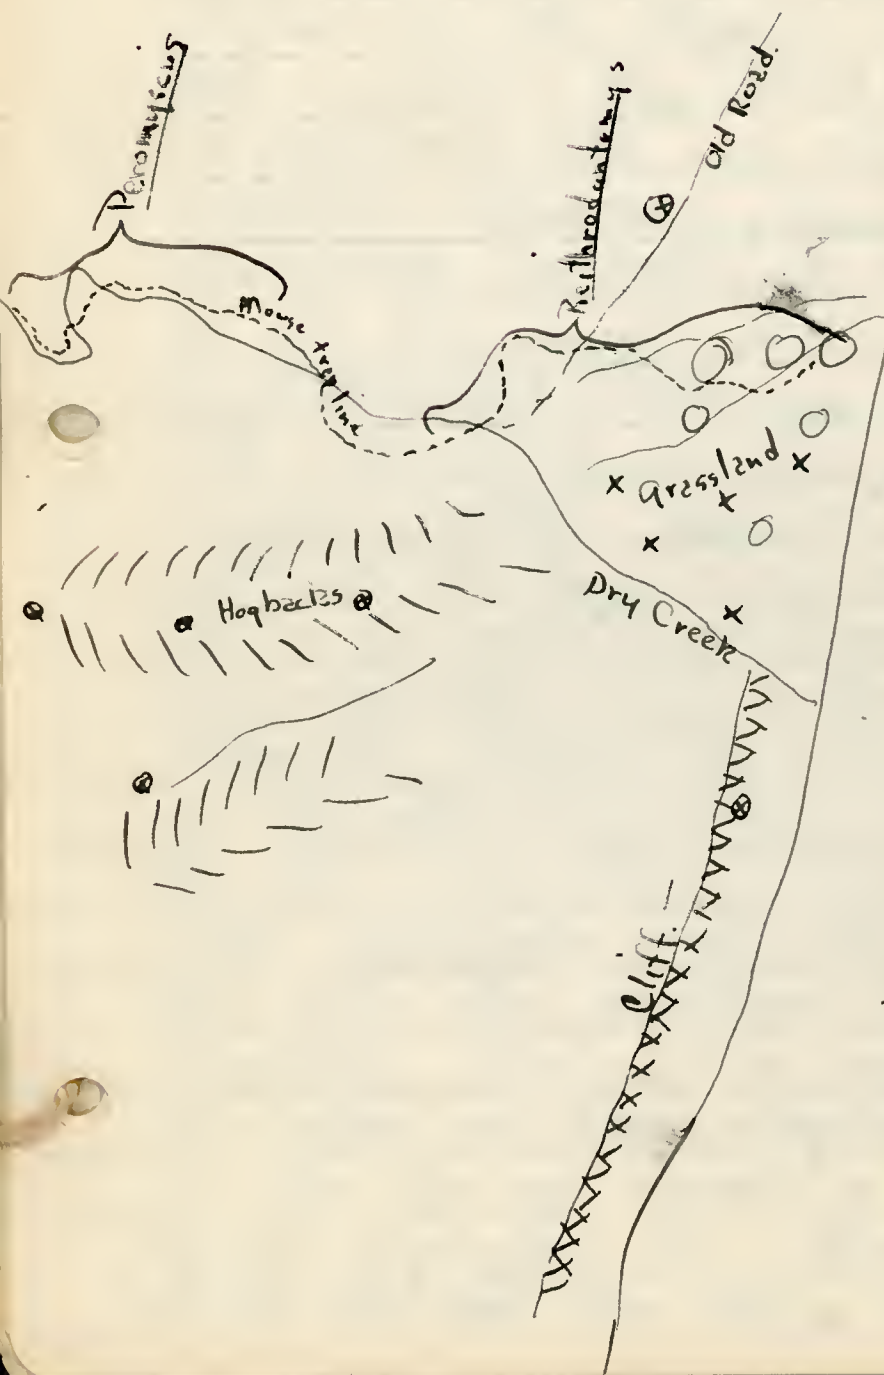 Peromyscus
Reithrodontomys
Old Road.
Mouse trap line
Grassland
Hogbacks
Dry Creek
Cliff.